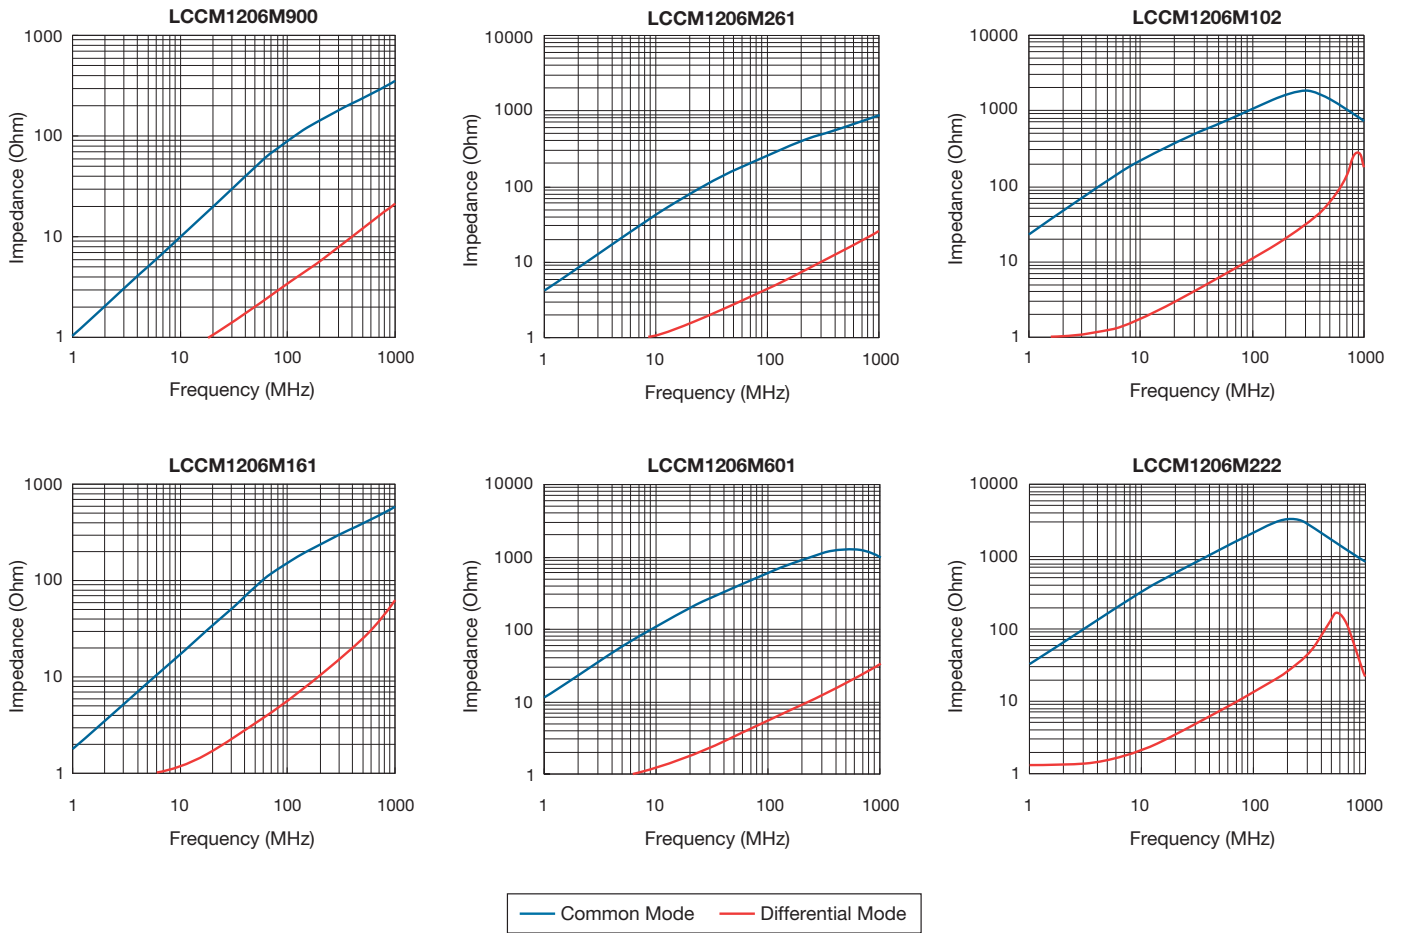 LCCM1206M900
1000
100
10
1
1 10 100 1000
Impedance (Ohm)
Frequency (MHz)
LCCM1206M261
10000
1000
100
10
1
1 10 100 1000
Impedance (Ohm)
Frequency (MHz)
LCCM1206M102
10000
1000
100
10
1
1 10 100 1000
Impedance (Ohm)
Frequency (MHz)
LCCM1206M161
1000
100
10
1
1 10 100 1000
Impedance (Ohm)
Frequency (MHz)
LCCM1206M601
10000
1000
100
10
1
1 10 100 1000
Impedance (Ohm)
Frequency (MHz)
LCCM1206M222
10000
1000
100
10
1
1 10 100 1000
Impedance (Ohm)
Frequency (MHz)
Common Mode Differential Mode